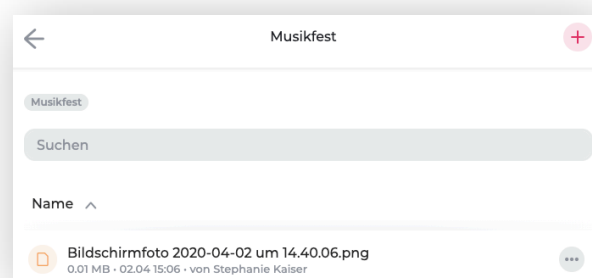 Musikfest
Musikfest
Suchen
Name
Bildschirmfoto 2020-04-02 um 14.40.06.png
0.01 MB • 02.04 15:06 • von Stephanie Kaiser